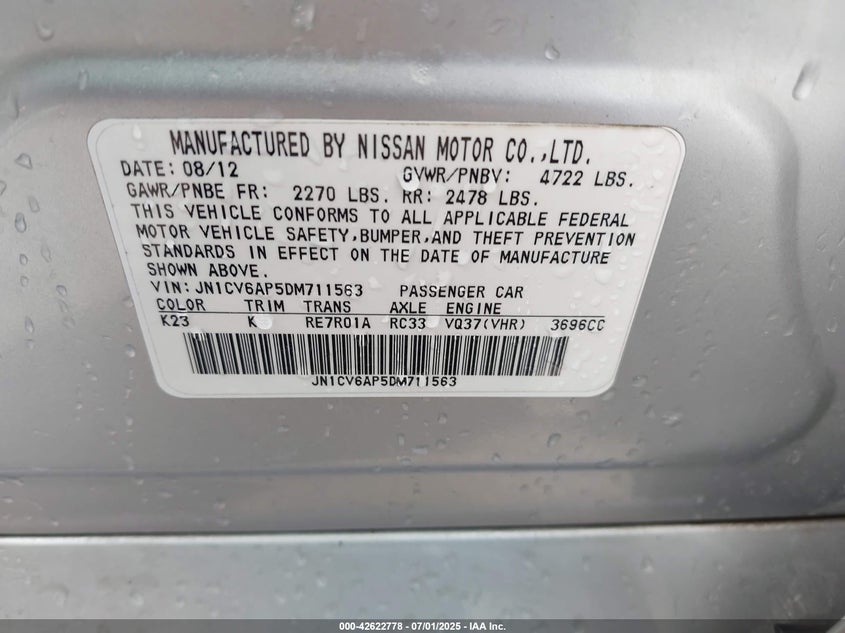 MANUFACTURED BY NISSAN MOTOR CO.,LTD.
DATE: 08/12 GVWR/PNBV: 4722 LBS.
GAWR/PNBE FR: 2270 LBS. RR: 2478 LBS.
THIS VEHICLE CONFORMS TO ALL APPLICABLE FEDERAL
MOTOR VEHICLE SAFETY,BUMPER,AND THEFT PREVENTION
STANDARDS IN EFFECT ON THE DATE OF MANUFACTURE
SHOWN ABOVE.
VIN: JN1CV6AP5DM711563 PASSENGER CAR
COLOR TRIM TRANS AXLE ENGINE
K23 K RE7R01A RC33 VQ37(VHR) 3696CC
JN1CV6AP5DM711563
000-42622778 - 07/01/2025 - IAA Inc.